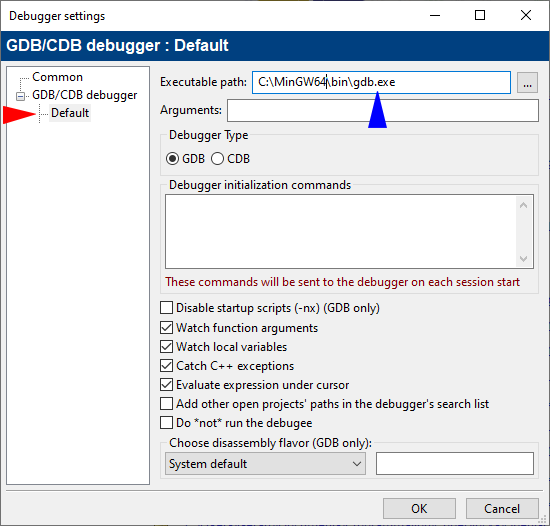 Debugger settings
GDB/CDB debugger : Default
Common
GDB/CDB debugger
Default
Executable path: C:\MinGW64\bin\gdb.exe ...
Arguments:
Debugger Type
GDB CDB
Debugger initialization commands
These commands will be sent to the debugger on each session start
Disable startup scripts (-nx) (GDB only)
Watch function arguments
Watch local variables
Catch C++ exceptions
Evaluate expression under cursor
Add other open projects' paths in the debugger's search list
Do *not* run the debugee
Choose disassembly flavor (GDB only):
System default
OK Cancel